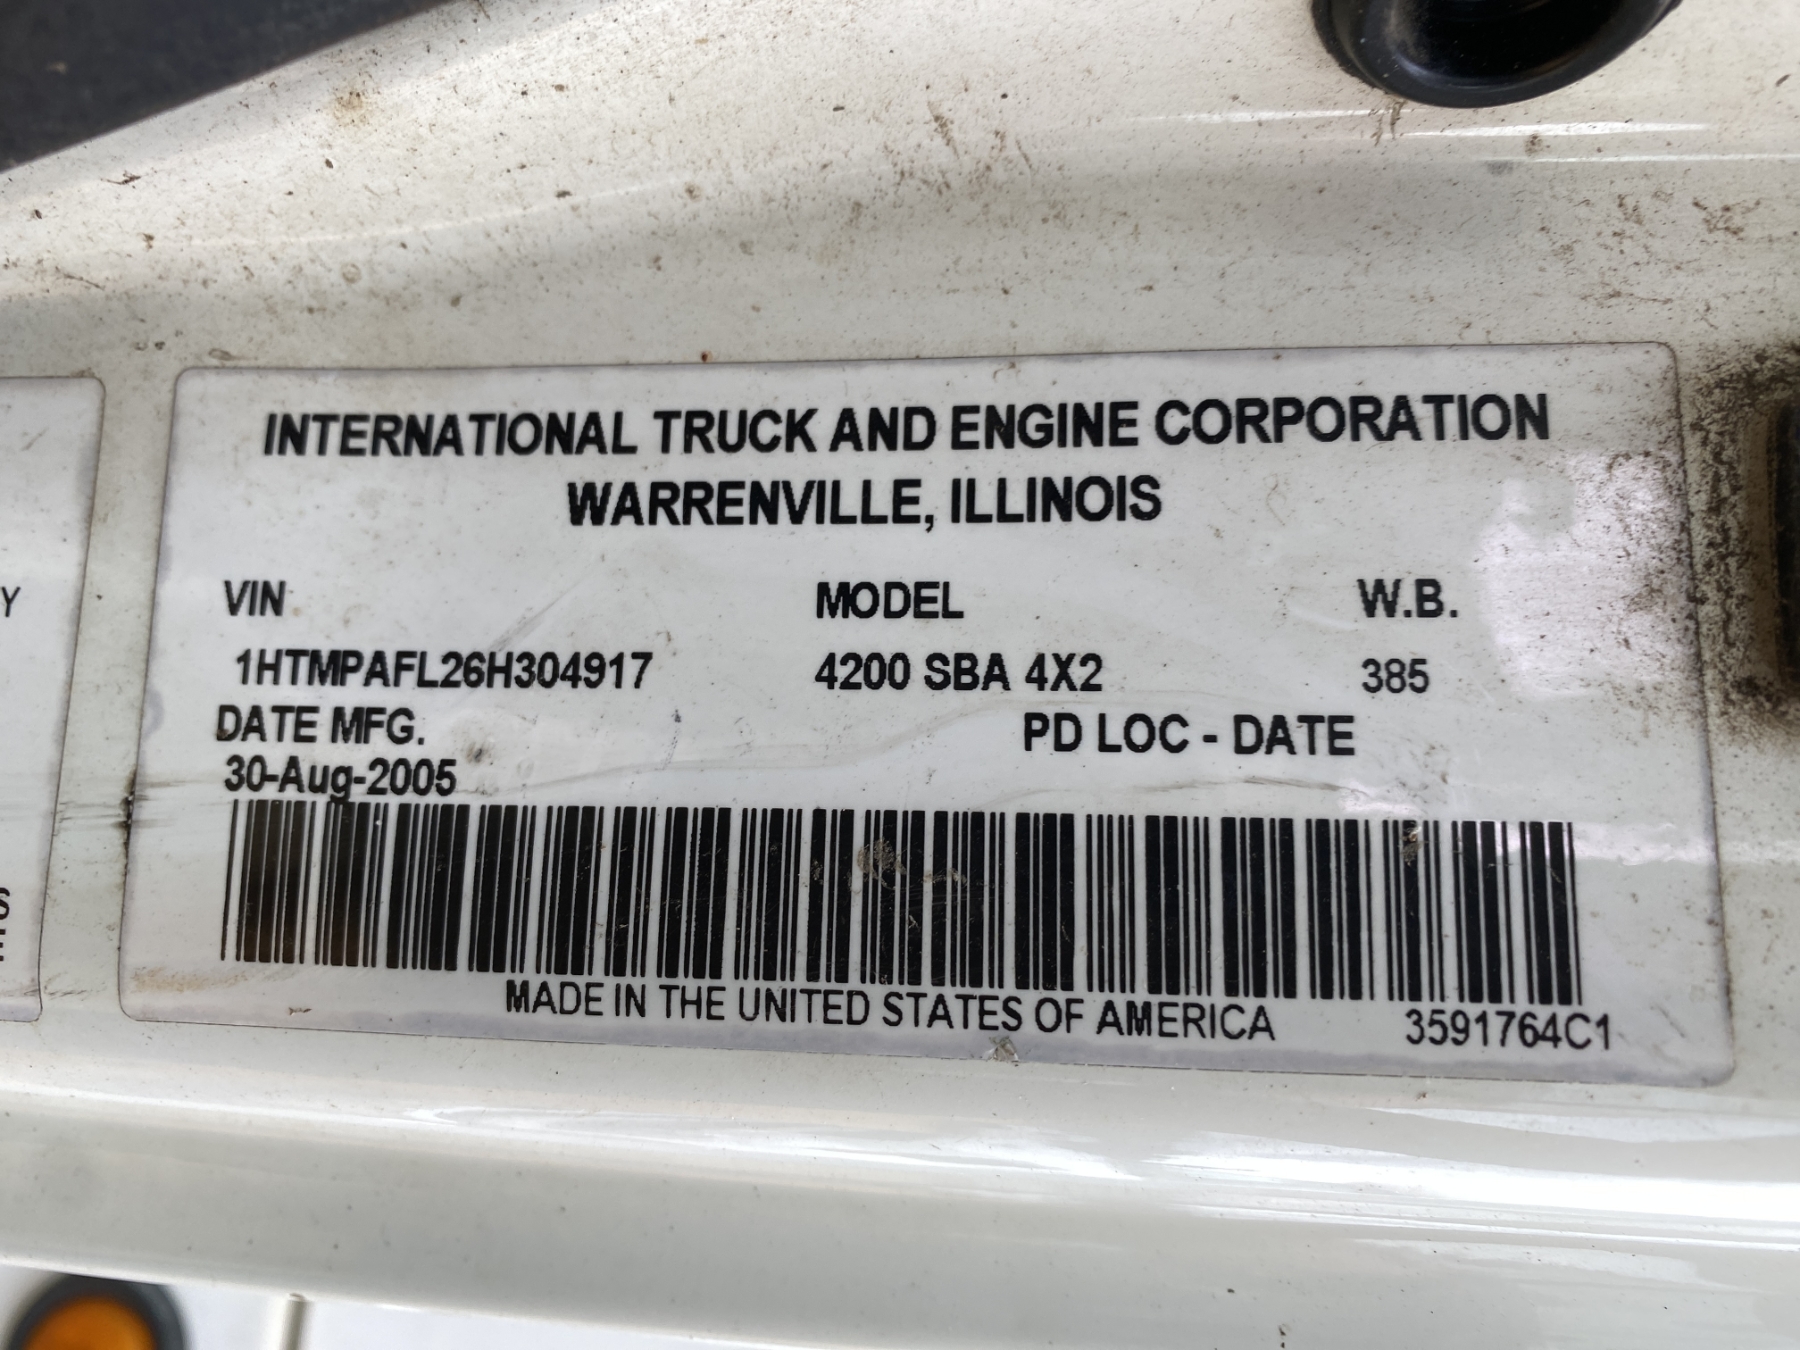 INTERNATIONAL TRUCK AND ENGINE CORPORATION
WARRENVILLE, ILLINOIS
VIN MODEL W.B.
1HTMPAFL26H304917 4200 SBA 4X2 385
DATE MFG. PD LOC - DATE
30-Aug-2005
MADE IN THE UNITED STATES OF AMERICA 3591764C1